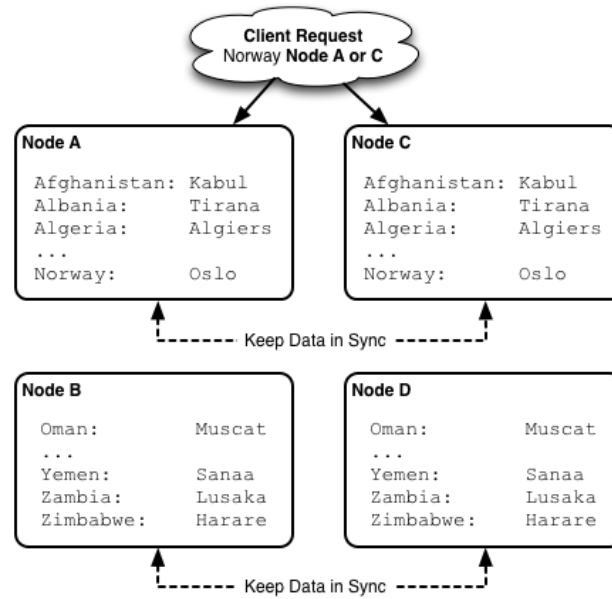 Client Request
Norway Node A or C
Node A
Afghanistan: Kabul
Albania: Tirana
Algeria: Algiers
...
Norway: Oslo
Node C
Afghanistan: Kabul
Albania: Tirana
Algeria: Algiers
...
Norway: Oslo
Keep Data in Sync
Node B
Oman: Muscat
...
Yemen: Sanaa
Zambia: Lusaka
Zimbabwe: Harare
Node D
Oman: Muscat
...
Yemen: Sanaa
Zambia: Lusaka
Zimbabwe: Harare
Keep Data in Sync